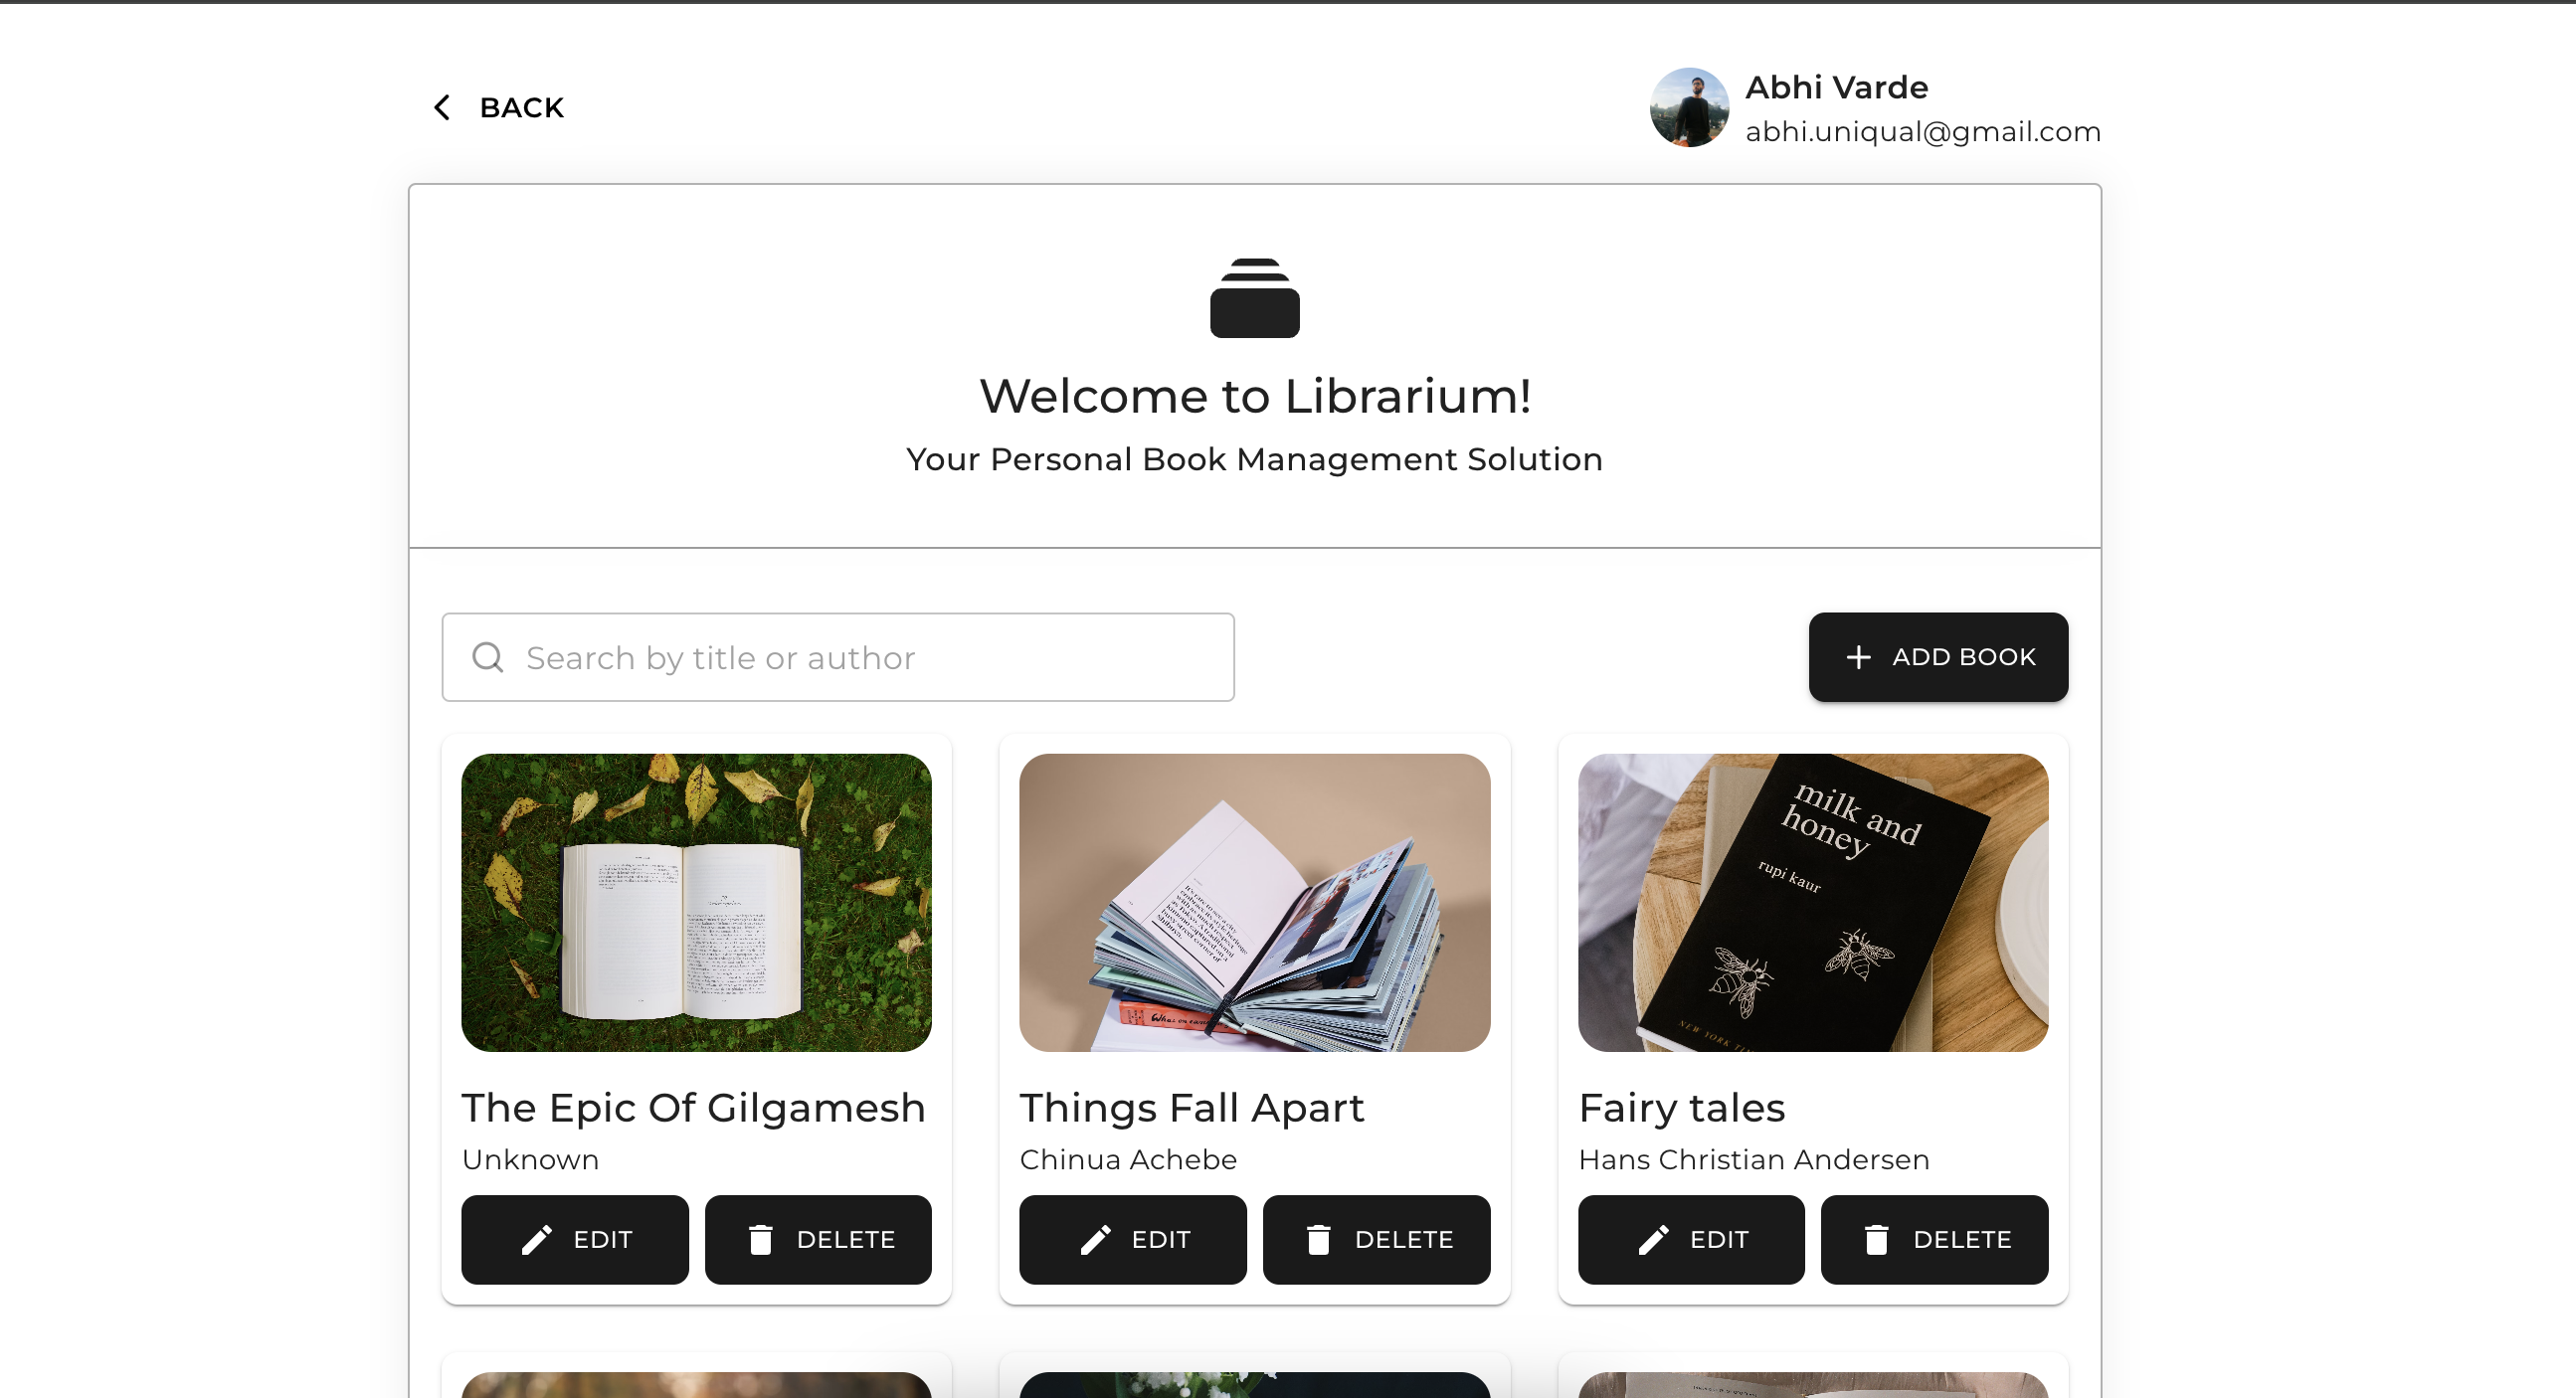 BACK
Abhi Varde
abhi.uniqual@gmail.com
Welcome to Librarium!
Your Personal Book Management Solution
Search by title or author
ADD BOOK
milk and
honey
rupi kaur
NEW YORK
The Epic Of Gilgamesh
Unknown
EDIT
DELETE
Things Fall Apart
Chinua Achebe
EDIT
DELETE
Fairy tales
Hans Christian Andersen
EDIT
DELETE